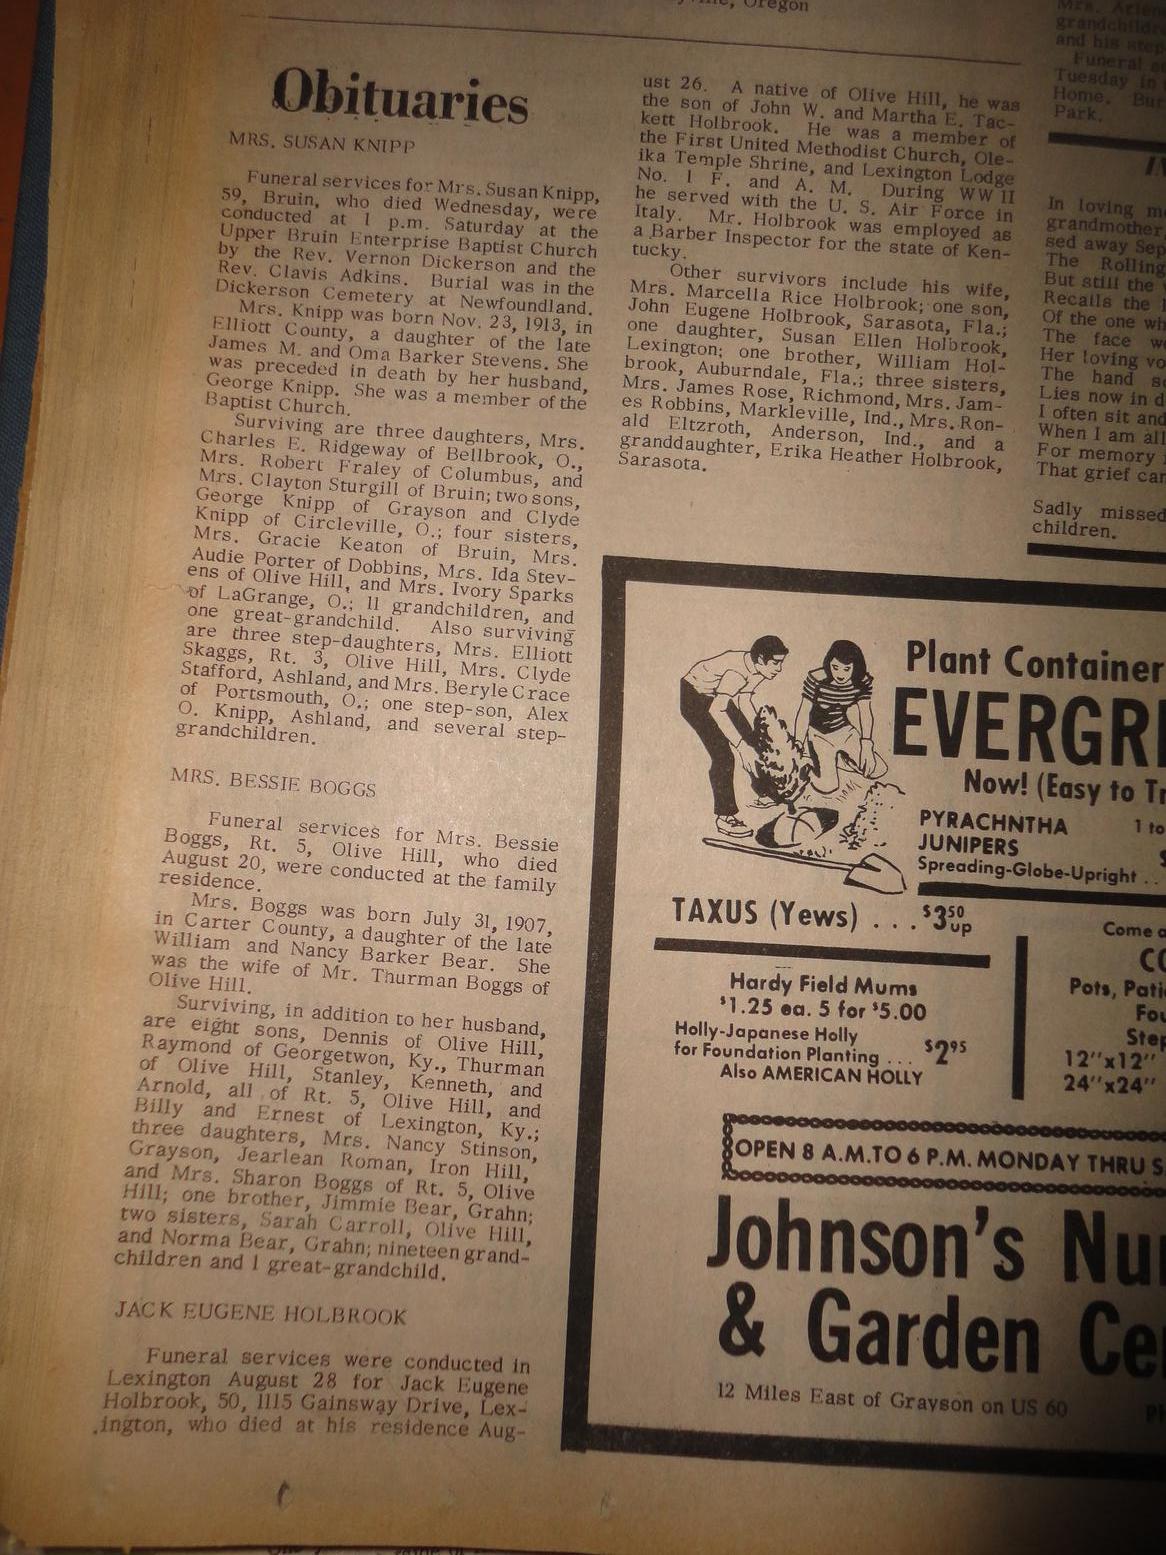 yville, Oregon
Obituaries
MRS. SUSAN KNIPP
Funeral services for Mrs. Susan Knipp,
59, Bruin, who died Wednesday, were
conducted at 1 p.m. Saturday at the
Upper Bruin Enterprise Baptist Church
by the Rev. Vernon Dickerson and the
Rev. Clavis Adkins. Burial was in the
Dickerson Cemetery at Newfoundland.
Mrs. Knipp was born Nov. 23, 1913, in
Elliott County, a daughter of the late
James M. and Oma Barker Stevens. She
was preceded in death by her husband,
George Knipp. She was a member of the
Baptist Church.
Surviving are three daughters, Mrs.
Charles E. Ridgeway of Bellbrook, O.,
Mrs. Robert Fraley of Columbus, and
Mrs. Clayton Sturgill of Bruin; two sons,
George Knipp of Grayson and Clyde
Knipp of Circleville, O.; four sisters,
Mrs. Gracie Keaton of Bruin, Mrs.
Audie Porter of Dobbins, Mrs. Ida Stev-
ens of Olive Hill, and Mrs. Ivory Sparks
of LaGrange, O.; 11 grandchildren, and
one great-grandchild. Also surviving
are three step-daughters, Mrs. Elliott
Skaggs, Rt. 3, Olive Hill, Mrs. Clyde
Stafford, Ashland, and Mrs. Beryle Crace
of Portsmouth, O.; one step-son, Alex
O. Knipp, Ashland, and several step-
grandchildren.
MRS. BESSIE BOGGS
Funeral services for Mrs. Bessie
Boggs, Rt. 5, Olive Hill, who died
August 20, were conducted at the family
residence.
Mrs. Boggs was born July 31, 1907,
in Carter County, a daughter of the late
William and Nancy Barker Bear. She
was the wife of Mr. Thurman Boggs of
Olive Hill.
Surviving, in addition to her husband,
are eight sons, Dennis of Olive Hill,
Raymond of Georgetwon, Ky., Thurman
of Olive Hill, Stanley, Kenneth, and
Arnold, all of Rt. 5, Olive Hill, and
Billy and Ernest of Lexington, Ky.;
three daughters, Mrs. Nancy Stinson,
Grayson, Jearlean Roman, Iron Hill,
and Mrs. Sharon Boggs of Rt. 5, Olive
Hill; one brother, Jimmie Bear, Grahn;
two sisters, Sarah Carroll, Olive Hill,
and Norma Bear, Grahn; nineteen grand-
children and 1 great-grandchild.
JACK EUGENE HOLBROOK
Funeral services were conducted in
Lexington August 28 for Jack Eugene
Holbrook, 50, 1115 Gainsway Drive, Lex-
ington, who died at his residence Aug-
ust 26. A native of Olive Hill, he was
the son of John W. and Martha E. Tac-
kett Holbrook. He was a member of
the First United Methodist Church, Ole-
ika Temple Shrine, and Lexington Lodge
No. 1 F. and A. M. During WW II
he served with the U. S. Air Force in
Italy. Mr. Holbrook was employed as
a Barber Inspector for the state of Ken-
tucky.
Other survivors include his wife,
Mrs. Marcella Rice Holbrook; one son,
John Eugene Holbrook, Sarasota, Fla.;
one daughter, Susan Ellen Holbrook,
Lexington; one brother, William Hol-
brook, Auburndale, Fla.; three sisters,
Mrs. James Rose, Richmond, Mrs. Jam-
es Robbins, Markleville, Ind., Mrs. Ron-
ald Eltzroth, Anderson, Ind., and a
granddaughter, Erika Heather Holbrook,
Sarasota.
Mrs. Arlen
grandchildre
and his step
Funeral se
Tuesday in
Home. Bur
Park.
IN
In loving me
grandmother,
sed away Sep
The Rolling
But still the
Recalls the
Of the one wh
The face w
Her loving vo
The hand s
Lies now in d
I often sit and
When I am all
For memory
That grief can
Sadly missed
children.
Plant Container
EVERGRE
Now! (Easy to Tr
PYRACHNTHA 1 to
JUNIPERS $
Spreading-Globe-Upright . .
TAXUS (Yews) . . . $3.50 up
Hardy Field Mums
$1.25 ea. 5 for $5.00
Holly-Japanese Holly
for Foundation Planting . . . $2.95
Also AMERICAN HOLLY
Come a
CO
Pots, Patio
Fou
Step
12"x12"
24"x24"
OPEN 8 A.M.TO 6 P.M. MONDAY THRU S
Johnson's Nur
& Garden Cen
12 Miles East of Grayson on US 60 Ph